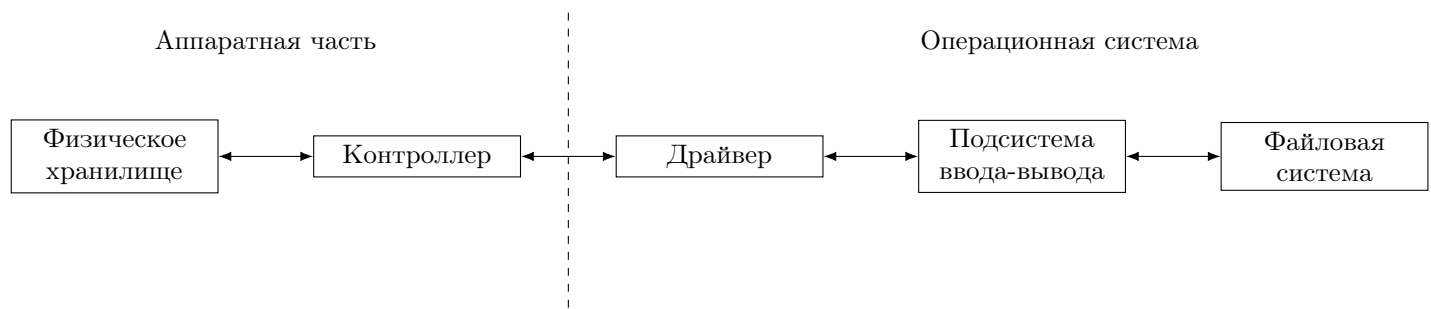 Аппаратная часть
Операционная система
Физическое
хранилище
Контроллер
Драйвер
Подсистема
ввода-вывода
Файловая
система